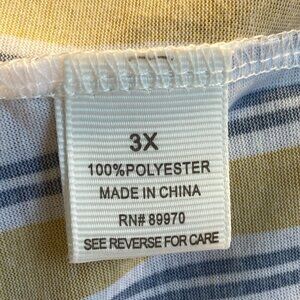 3X
100%POLYESTER
MADE IN CHINA
RN# 89970
SEE REVERSE FOR CARE